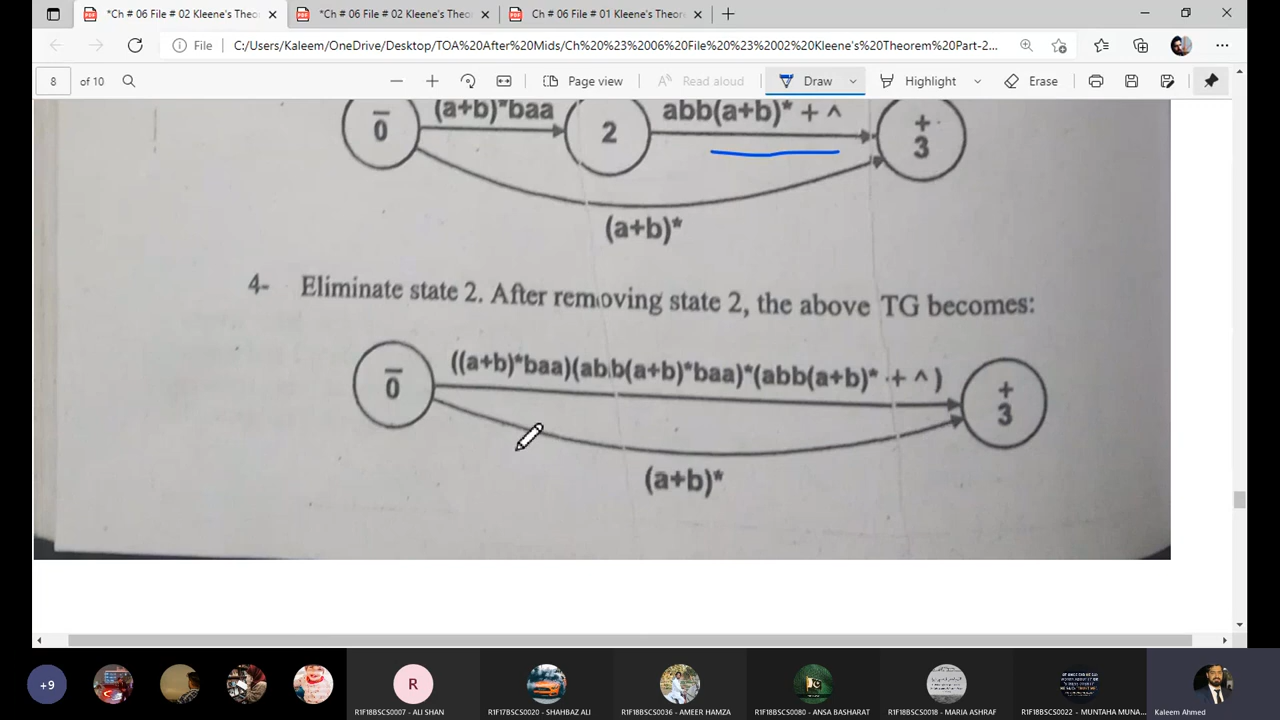 *Ch # 06 File # 02 Kleene's Theo
*Ch # 06 File # 02 Kleene's Theor
Ch # 06 File # 01 Kleene's Theor
File
C:/Users/Kaleem/OneDrive/Desktop/TOA%20After%20Mids/Ch%20%23%2006%20File%20%23%2002%20Kleene's%20Theorem%20Part-2...
8 of 10
Page view
Read aloud
Draw
Highlight
Erase
(a+b)*baa
abb(a+b)* + ^
− 0
2
+ 3
(a+b)*
4- Eliminate state 2. After removing state 2, the above TG becomes:
((a+b)*baa)(abb(a+b)*baa)*(abb(a+b)* + ^)
− 0
+ 3
(a+b)*
+9
R
R1F18BSCS0007 - ALI SHAN
R1F17BSCS0020 - SHAHBAZ ALI
R1F18BSCS0036 - AMEER HAMZA
R1F18BSCS0080 - ANSA BASHARAT
R1F18BSCS0018 - MARIA ASHRAF
R1F18BSCS0022 - MUNTAHA MUNA...
Kaleem Ahmed